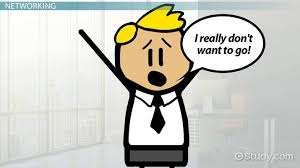 NETWORKING
I really don't
want to go!
Study.com